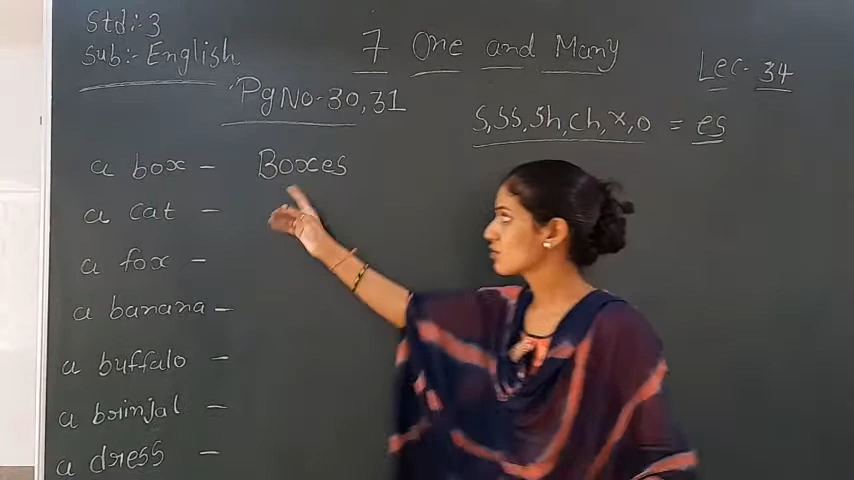 Std:- 3
Sub:- English
7 One and Many
Lec- 34
PgNo-30,31
s,ss,sh,ch,x,o = es
a box - Boxes
a cat -
a fox -
a banana -
a buffalo -
a brinjal -
a dress -